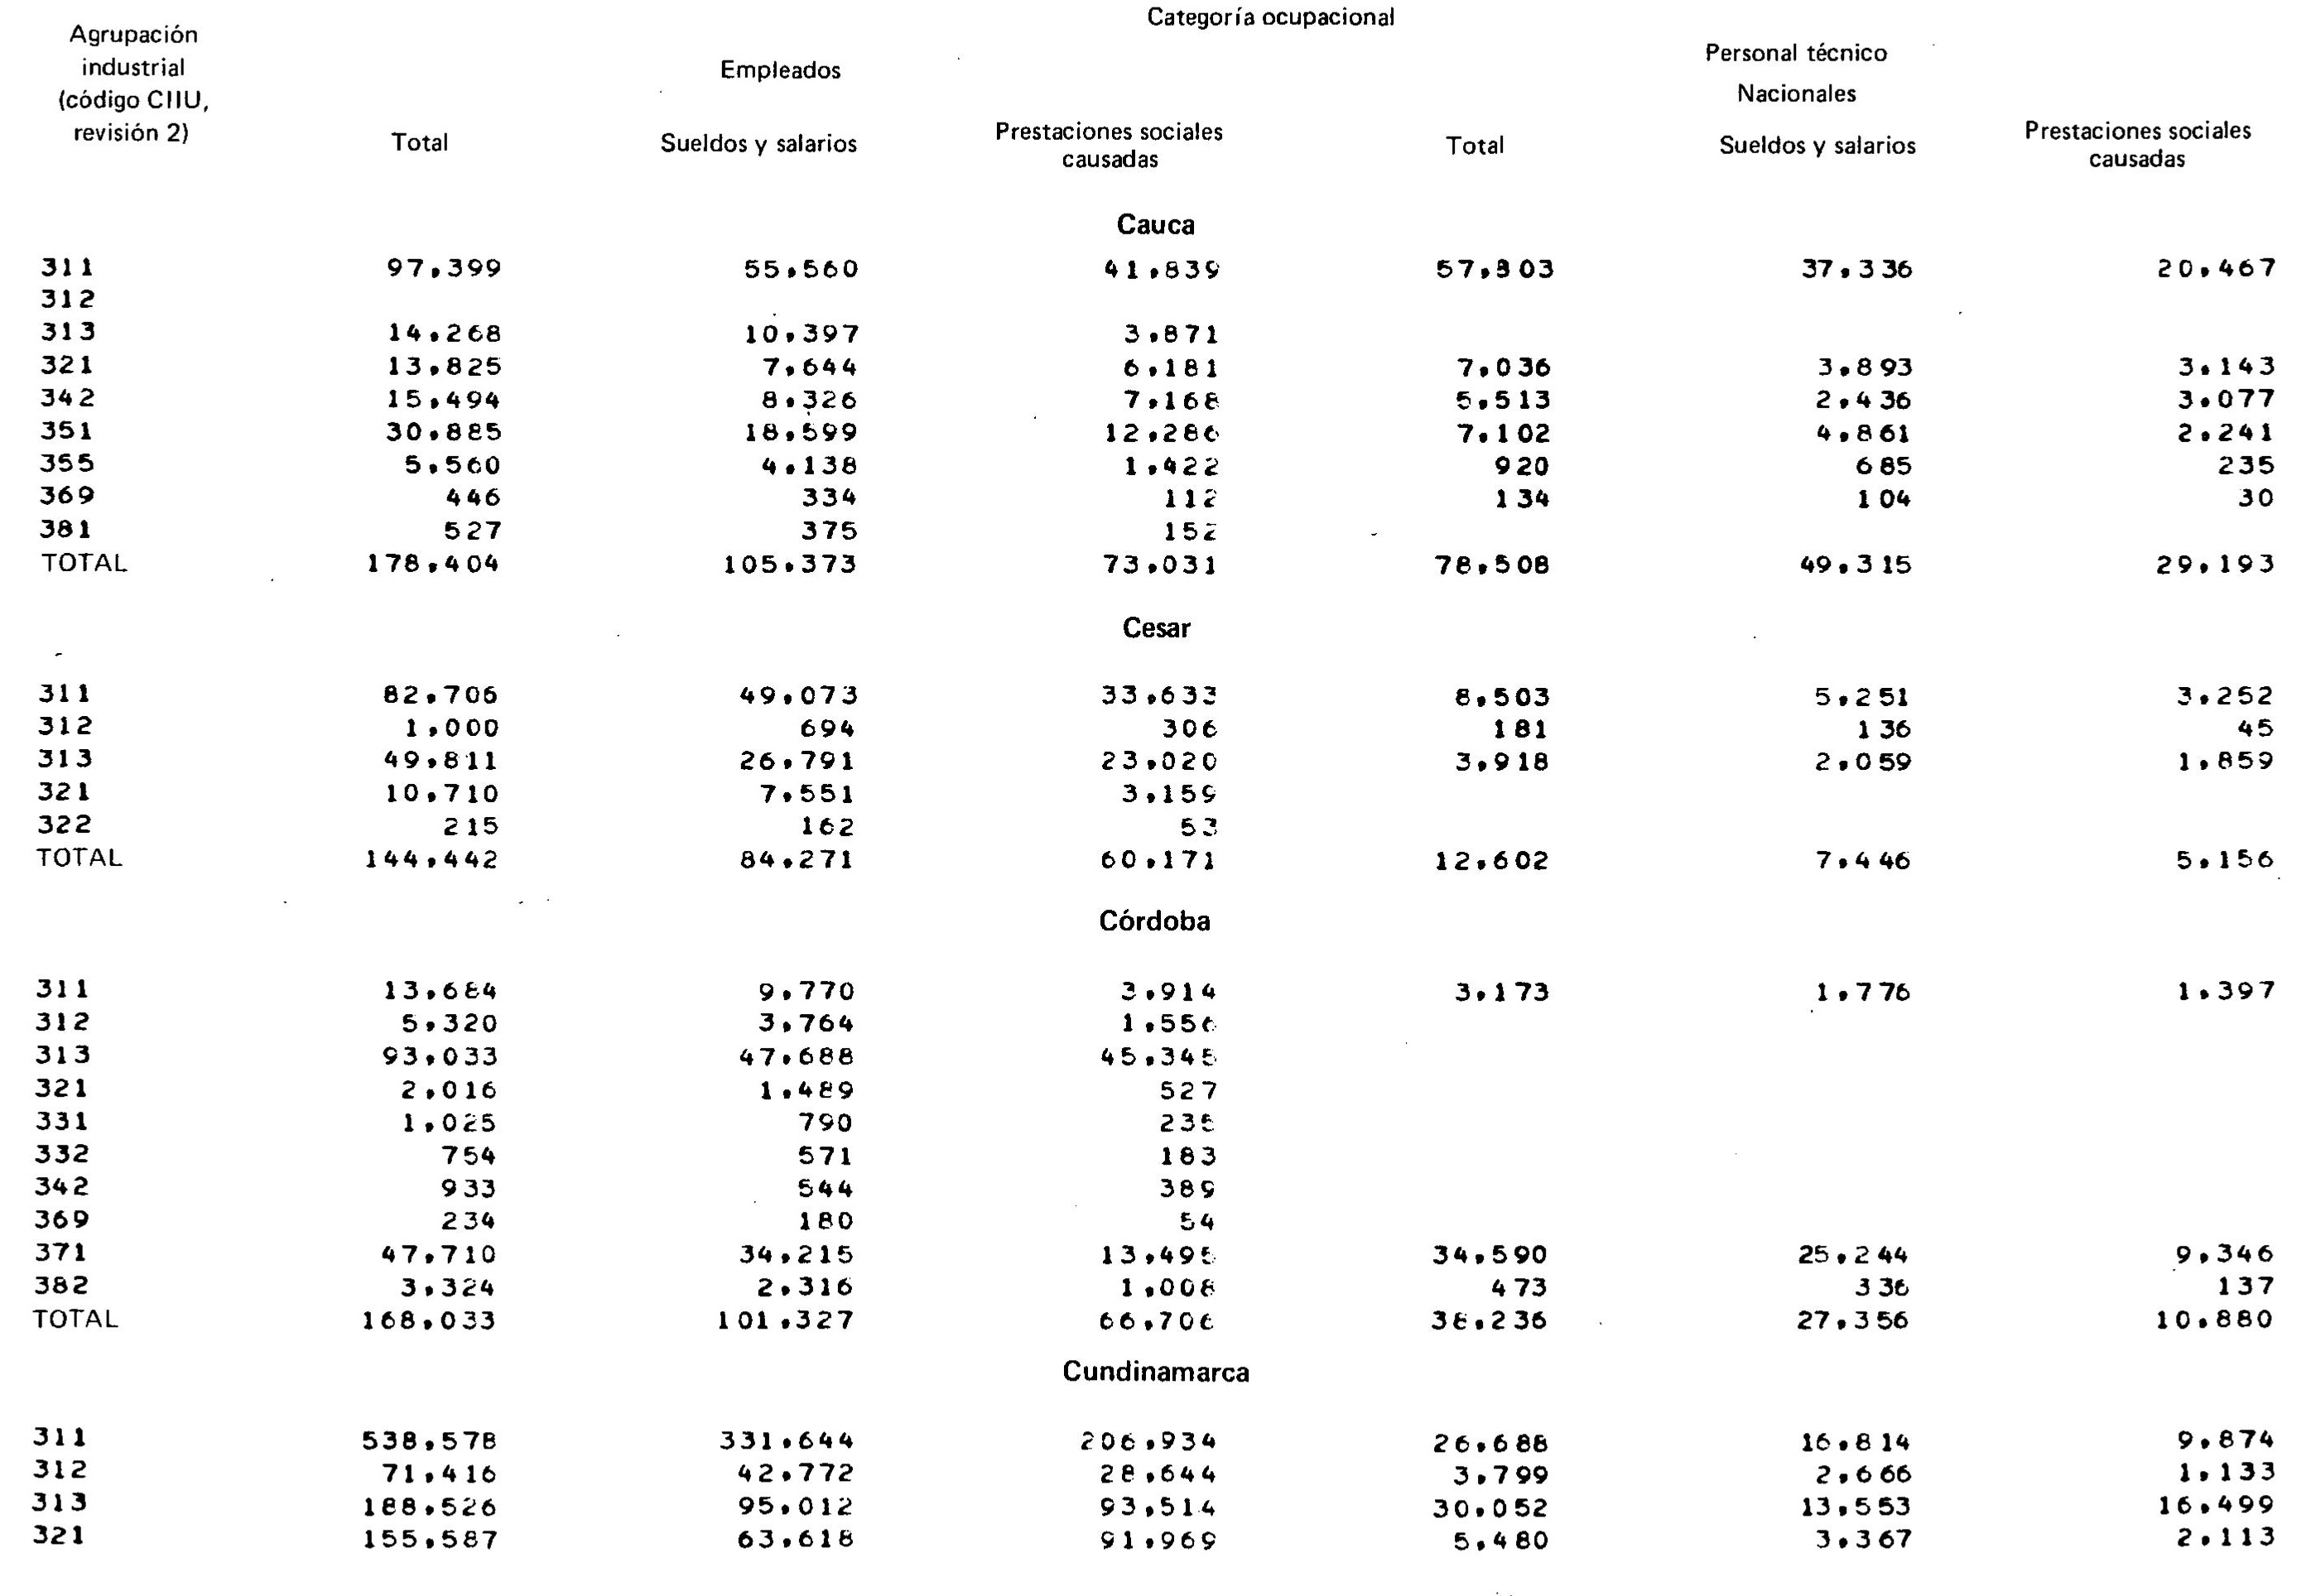 Categoría ocupacional
Agrupación industrial (código CIIU, revisión 2)
Empleados
Personal técnico
Nacionales
Total Sueldos y salarios Prestaciones sociales causadas Total Sueldos y salarios Prestaciones sociales causadas
Cauca
311 97,399 55,560 41,839 57,803 37,336 20,467
312
313 14,268 10,397 3,871
321 13,825 7,644 6,181 7,036 3,893 3,143
342 15,494 8,326 7,168 5,513 2,436 3,077
351 30,885 18,599 12,286 7,102 4,861 2,241
355 5,560 4,138 1,422 920 685 235
369 446 334 112 134 104 30
381 527 375 152
TOTAL 178,404 105,373 73,031 78,508 49,315 29,193
Cesar
311 82,706 49,073 33,633 8,503 5,251 3,252
312 1,000 694 306 181 136 45
313 49,811 26,791 23,020 3,918 2,059 1,859
321 10,710 7,551 3,159
322 215 162 53
TOTAL 144,442 84,271 60,171 12,602 7,446 5,156
Córdoba
311 13,684 9,770 3,914 3,173 1,776 1,397
312 5,320 3,764 1,556
313 93,033 47,688 45,345
321 2,016 1,489 527
331 1,025 790 235
332 754 571 183
342 933 544 389
369 234 180 54
371 47,710 34,215 13,495 34,590 25,244 9,346
382 3,324 2,316 1,008 473 336 137
TOTAL 168,033 101,327 66,706 38,236 27,356 10,880
Cundinamarca
311 538,578 331,644 206,934 26,688 16,814 9,874
312 71,416 42,772 28,644 3,799 2,666 1,133
313 188,526 95,012 93,514 30,052 13,553 16,499
321 155,587 63,618 91,969 5,480 3,367 2,113